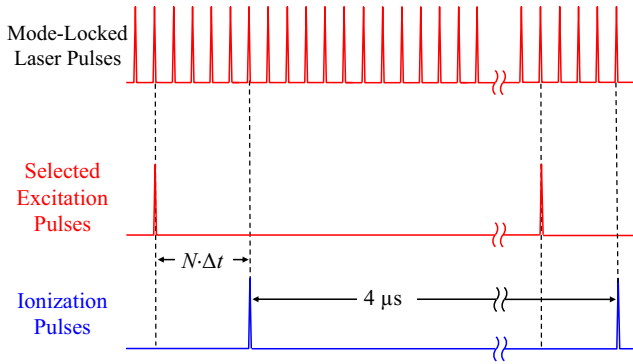 Mode-Locked
Laser Pulses
Selected
Excitation
Pulses
N·Δt
Ionization
Pulses
4 μs